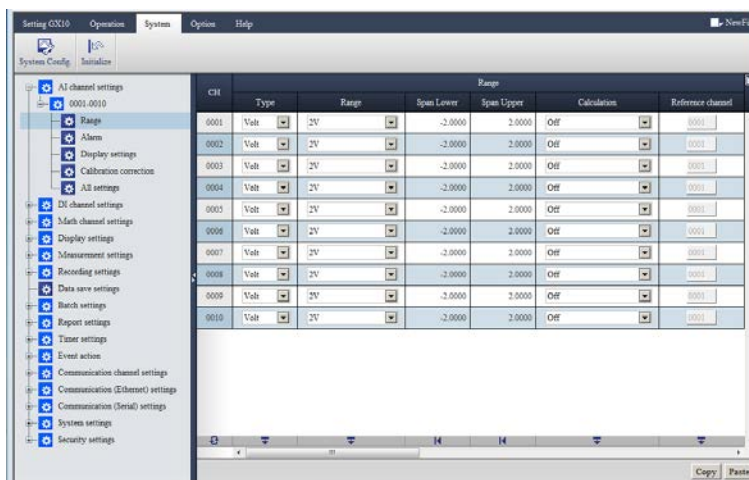 Setting GX10 Operation System Option Help NewFi
System Config. Initialize
AI channel settings
0001-0010
Range
Alarm
Display settings
Calibration correction
All settings
DI channel settings
Math channel settings
Display settings
Measurement settings
Recording settings
Data save settings
Batch settings
Report settings
Timer settings
Event action
Communication channel settings
Communication (Ethernet) settings
Communication (Serial) settings
System settings
Security settings
CH Range
Type Range Span Lower Span Upper Calculation Reference channel
0001 Volt 2V -2.0000 2.0000 Off 0001
0002 Volt 2V -2.0000 2.0000 Off 0001
0003 Volt 2V -2.0000 2.0000 Off 0001
0004 Volt 2V -2.0000 2.0000 Off 0001
0005 Volt 2V -2.0000 2.0000 Off 0001
0006 Volt 2V -2.0000 2.0000 Off 0001
0007 Volt 2V -2.0000 2.0000 Off 0001
0008 Volt 2V -2.0000 2.0000 Off 0001
0009 Volt 2V -2.0000 2.0000 Off 0001
0010 Volt 2V -2.0000 2.0000 Off 0001
Copy Paste